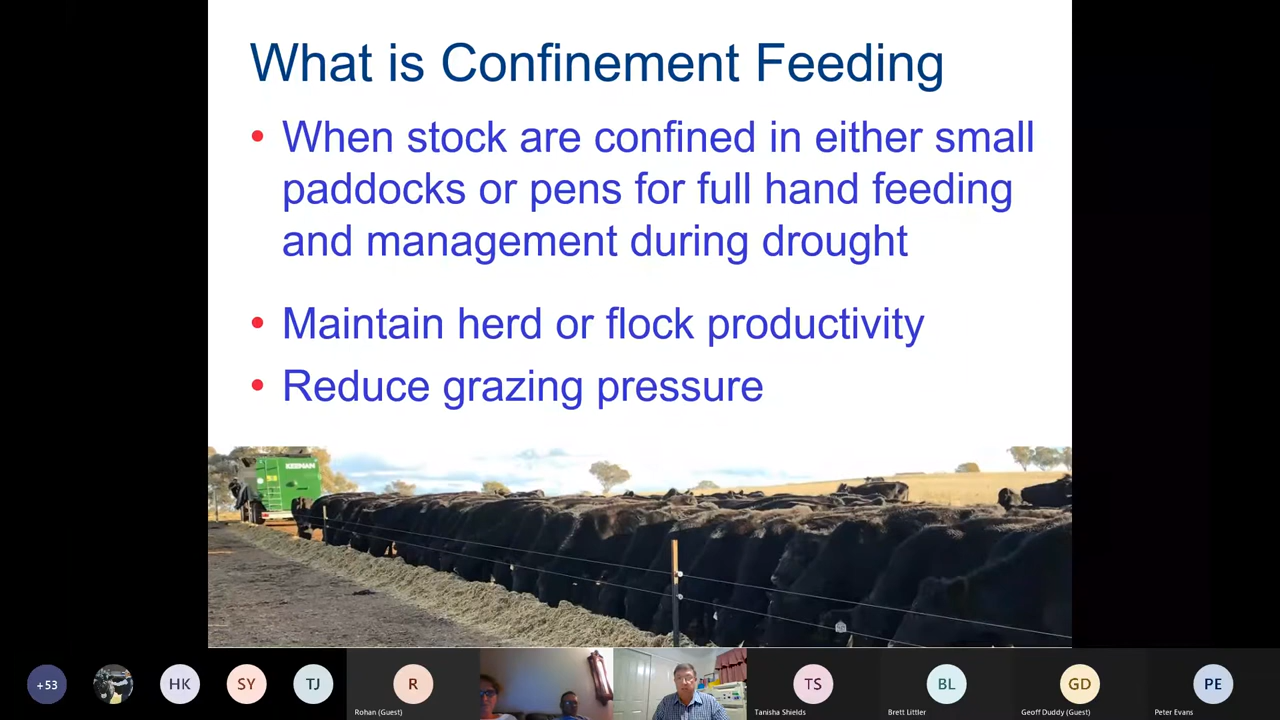 What is Confinement Feeding
• When stock are confined in either small
paddocks or pens for full hand feeding
and management during drought
• Maintain herd or flock productivity
• Reduce grazing pressure
KEENAN
+53
HK
SY
TJ
R
TS
BL
GD
PE
Rohan (Guest)
Tanisha Shields
Brett Littler
Geoff Duddy (Guest)
Peter Evans